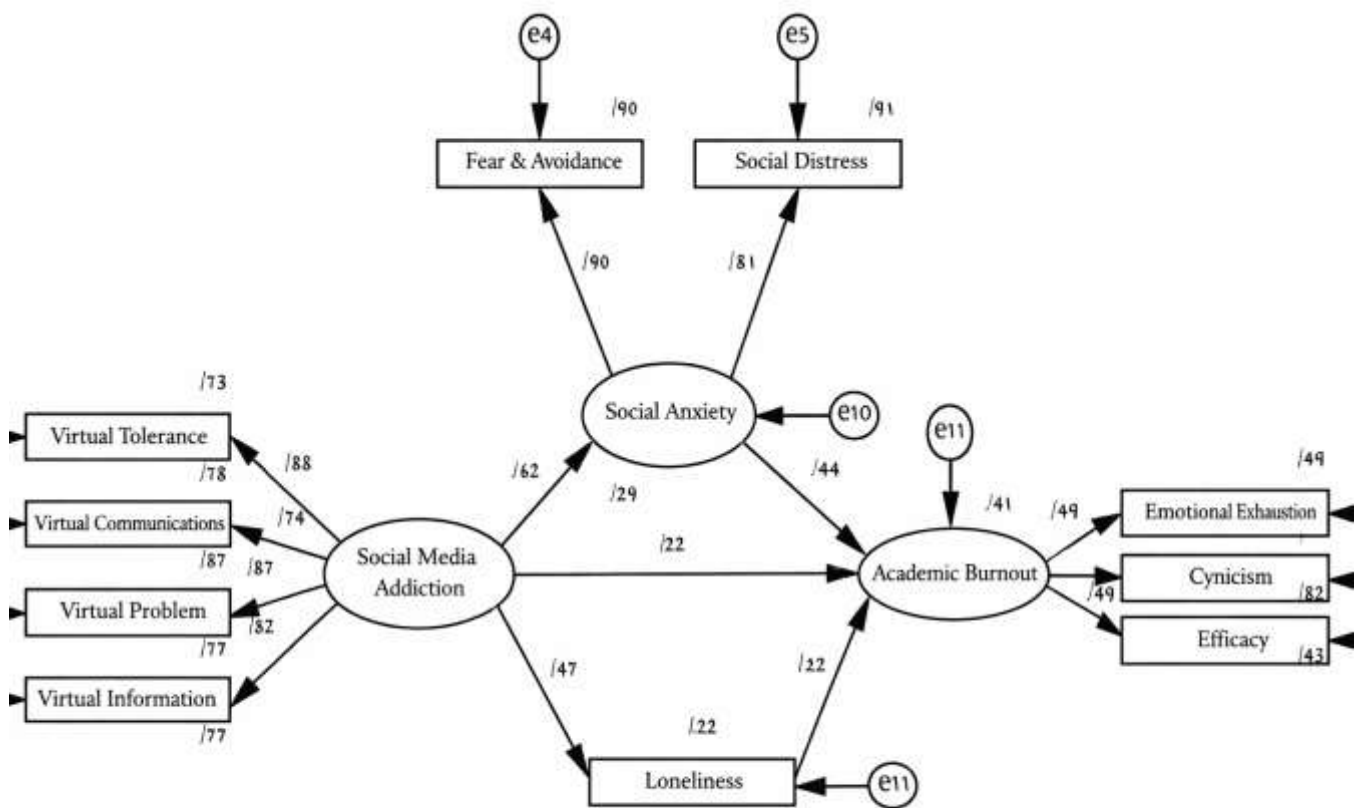 e4
e5
/90
/91
Fear & Avoidance
Social Distress
/90
/81
/73
Virtual Tolerance
/88
Social Anxiety
e10
e11
/78
/62
/29
/44
/49
Virtual Communications
/74
/41
/49
Emotional Exhaustion
/87
/87
Social Media
Addiction
/22
Academic Burnout
Cynicism
/49
/82
Virtual Problem
/82
Efficacy
/77
/47
/22
/43
Virtual Information
/77
/22
Loneliness
e11